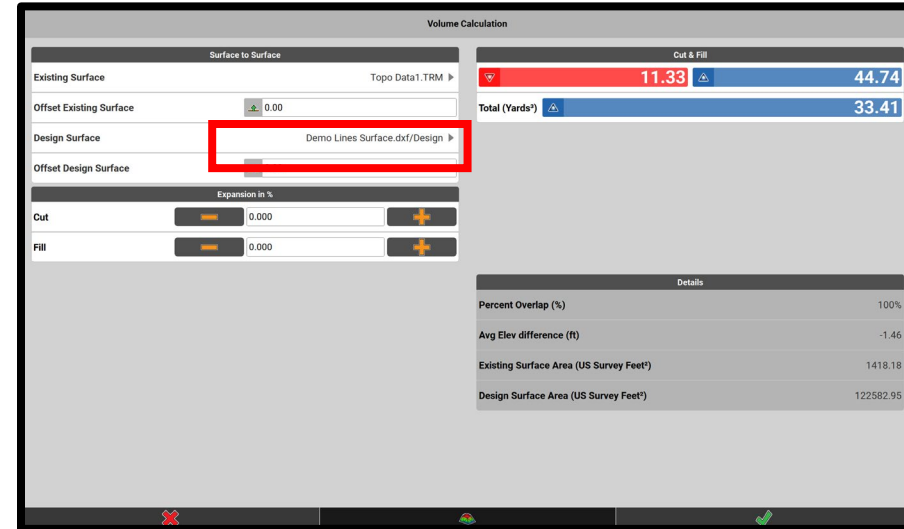 Volume Calculation
Surface to Surface
Existing Surface Topo Data1.TRM
Offset Existing Surface 0.00
Design Surface Demo Lines Surface.dxf/Design
Offset Design Surface
Expansion in %
Cut 0.000
Fill 0.000
Cut & Fill
11.33 44.74
Total (Yards³) 33.41
Details
Percent Overlap (%) 100%
Avg Elev difference (ft) -1.46
Existing Surface Area (US Survey Feet²) 1418.18
Design Surface Area (US Survey Feet²) 122582.95